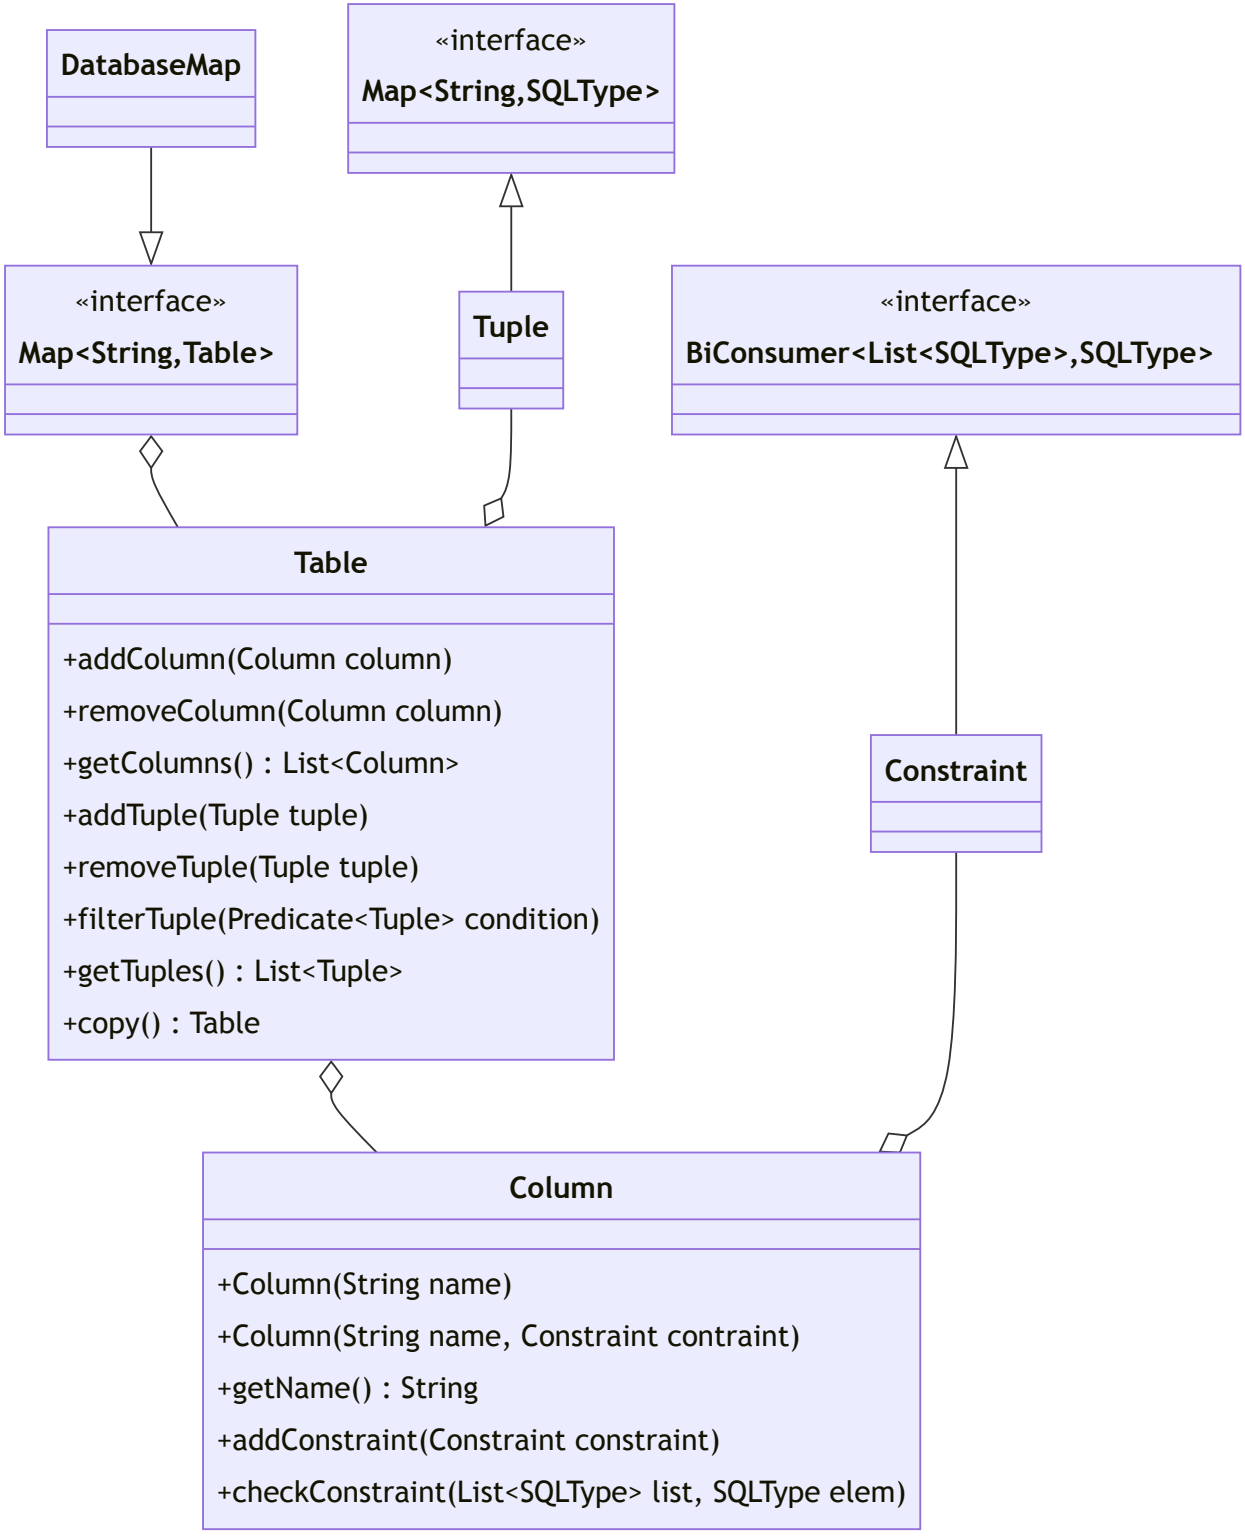 DatabaseMap
«interface»
Map<String,SQLType>
«interface»
Map<String,Table>
Tuple
«interface»
BiConsumer<List<SQLType>,SQLType>
Table
+addColumn(Column column)
+removeColumn(Column column)
+getColumns() : List<Column>
+addTuple(Tuple tuple)
+removeTuple(Tuple tuple)
+filterTuple(Predicate<Tuple> condition)
+getTuples() : List<Tuple>
+copy() : Table
Constraint
Column
+Column(String name)
+Column(String name, Constraint contraint)
+getName() : String
+addConstraint(Constraint constraint)
+checkConstraint(List<SQLType> list, SQLType elem)